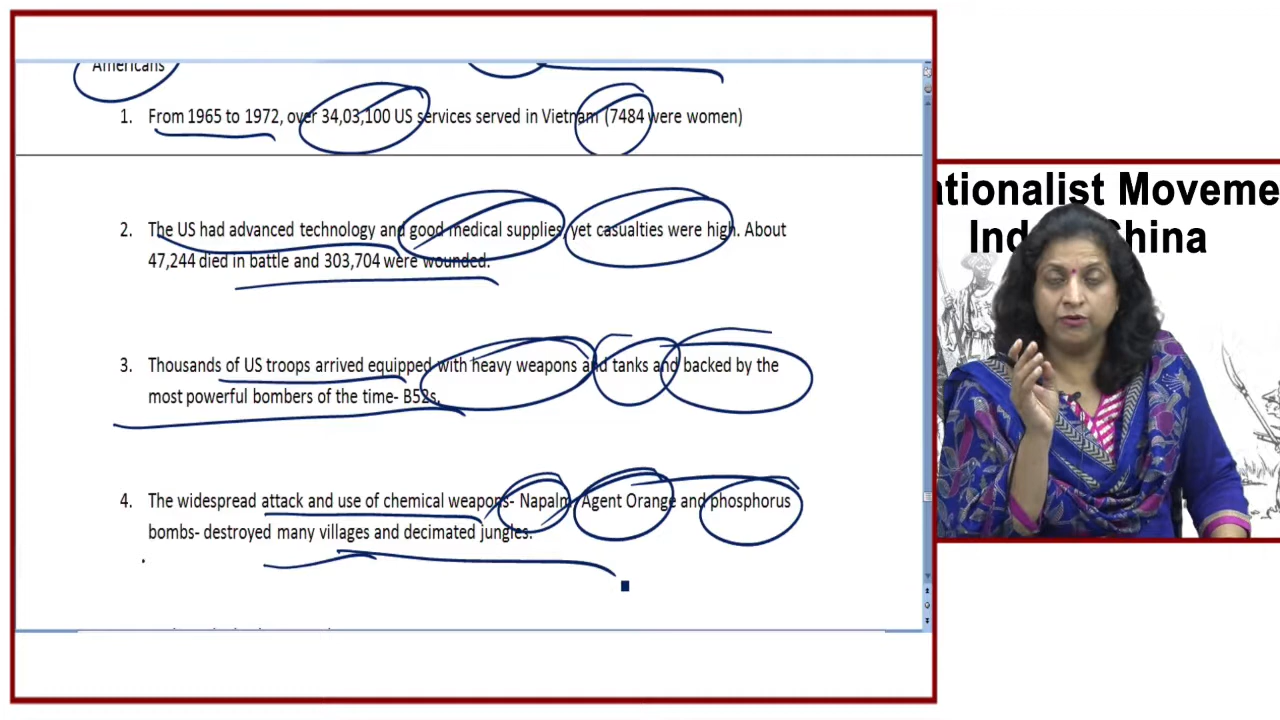 Americans
1. From 1965 to 1972, over 34,03,100 US services served in Vietnam (7484 were women)
2. The US had advanced technology and good medical supplies, yet casualties were high. About
47,244 died in battle and 303,704 were wounded.
3 Thousands of US troops arrived equipped with heavy weapons and tanks and backed by the
most powerful bombers of the time- B52s.
4. The widespread attack and use of chemical weapons- Napalm, Agent Orange and phosphorus
bombs- destroyed many villages and decimated jungles.
ationalist Moveme
China